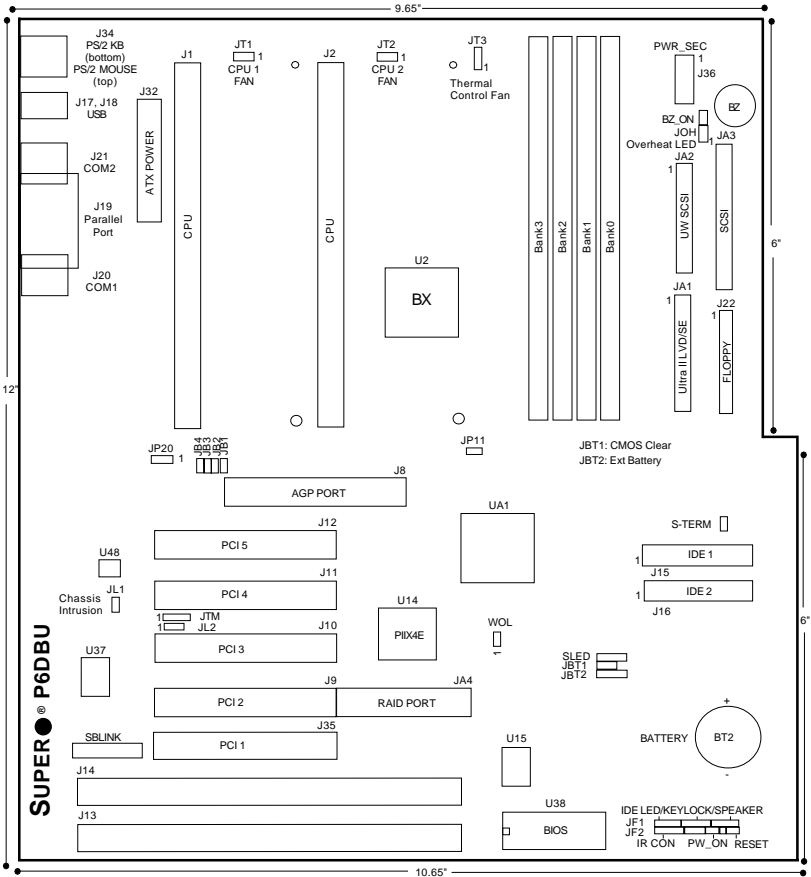 9.65"
J34
PS/2 KB
(bottom)
PS/2 MOUSE
(top)
J1
JT1
1
CPU 1
FAN
J2
JT2
1
CPU 2
FAN
JT3
1
Thermal
Control Fan
PWR_SEC
1
J36
BZ
J17, J18
USB
J32
ATX POWER
BZ_ON
JOH
1
Overheat LED
JA3
J21
COM2
JA2
1
UW SCSI
SCSI
J19
Parallel
Port
CPU
CPU
Bank3
Bank2
Bank1
Bank0
6"
J20
COM1
U2
BX
JA1
1
Ultra II LVD/SE
J22
1
FLOPPY
12"
JP20
1
JB4
JB3
JB2
JB1
JP11
JBT1: CMOS Clear
JBT2: Ext Battery
J8
AGP PORT
UA1
J12
PCI 5
S-TERM
1
IDE 1
J15
U48
J11
PCI 4
1
IDE 2
J16
JL1
Chassis
Intrusion
1
JTM
1
JL2
U14
PIIX4E
WOL
1
J10
PCI 3
6"
U37
SLED
JBT1
JBT2
J9
PCI 2
JA4
RAID PORT
+
BATTERY
BT2
-
SBLINK
J35
PCI 1
U15
SUPER ® P6DBU
J14
J13
U38
BIOS
IDE LED/KEYLOCK/SPEAKER
JF1
JF2
IR CON
PW_ON
RESET
10.65"